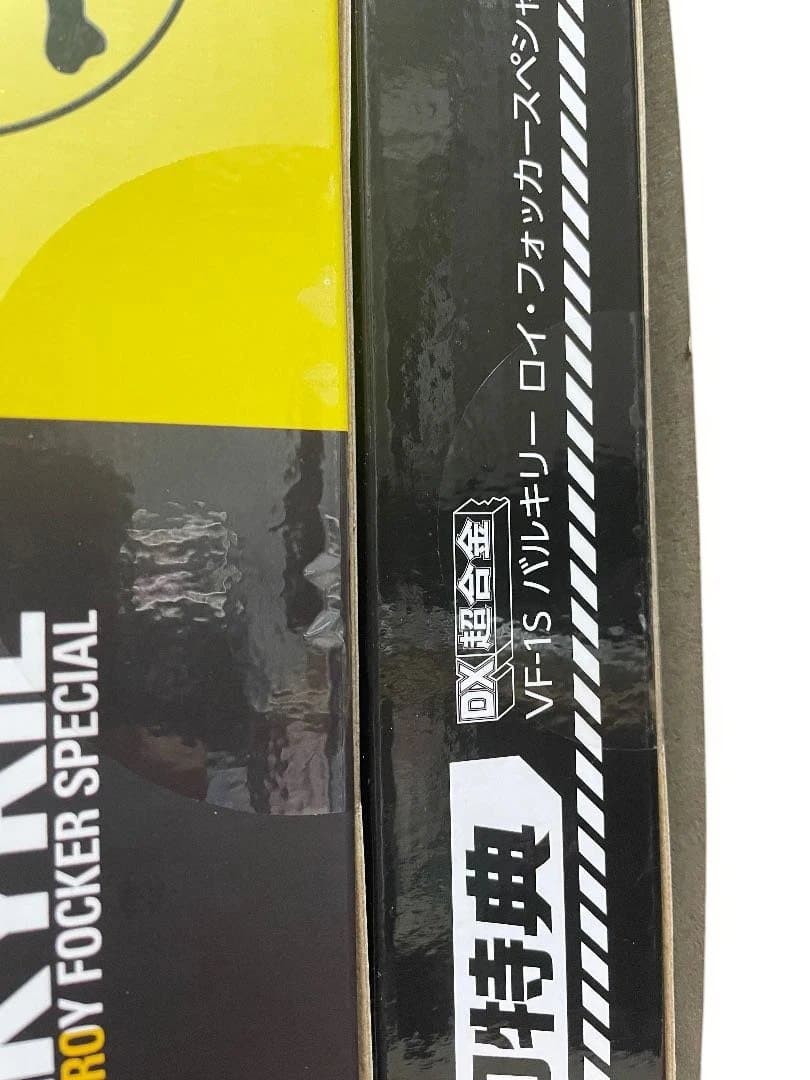 ROY FOCKER SPECIAL
DX超合金
VF-1S バルキリー ロイ・フォッカースペシャ
特典